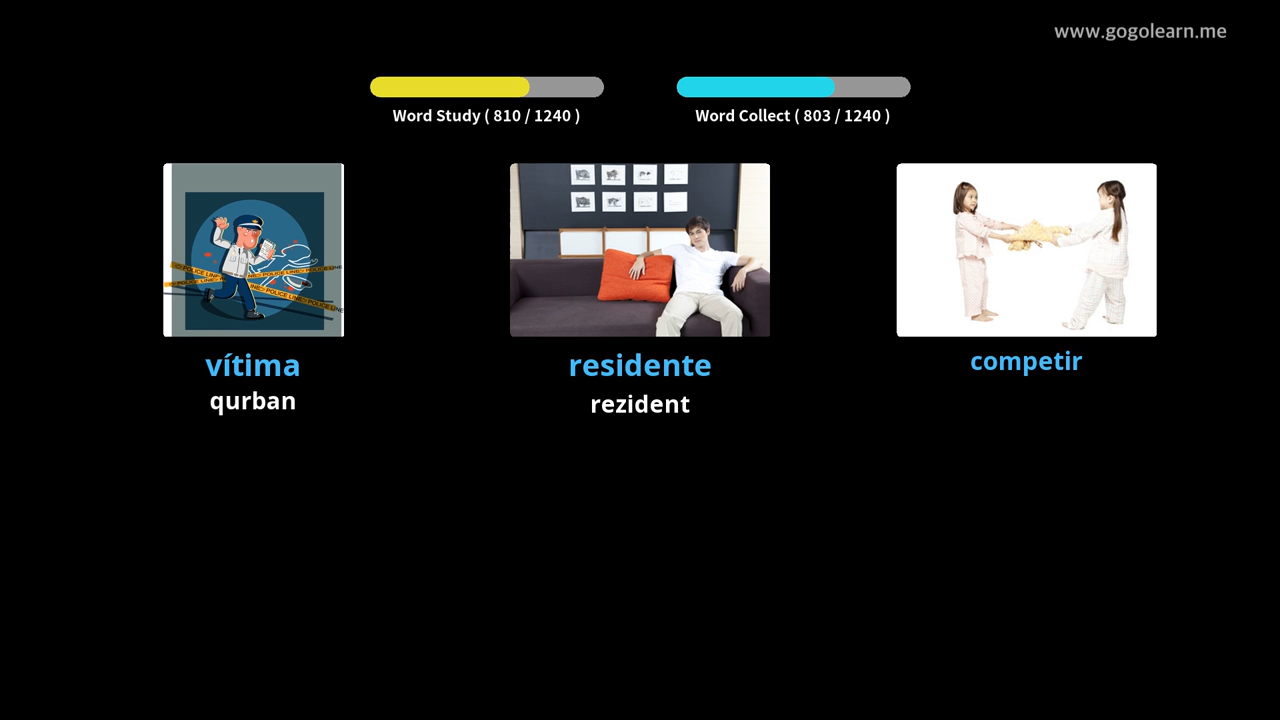 www.gogolearn.me
Word Study ( 810 / 1240 )
Word Collect ( 803 / 1240 )
vítima
qurban
residente
rezident
competir